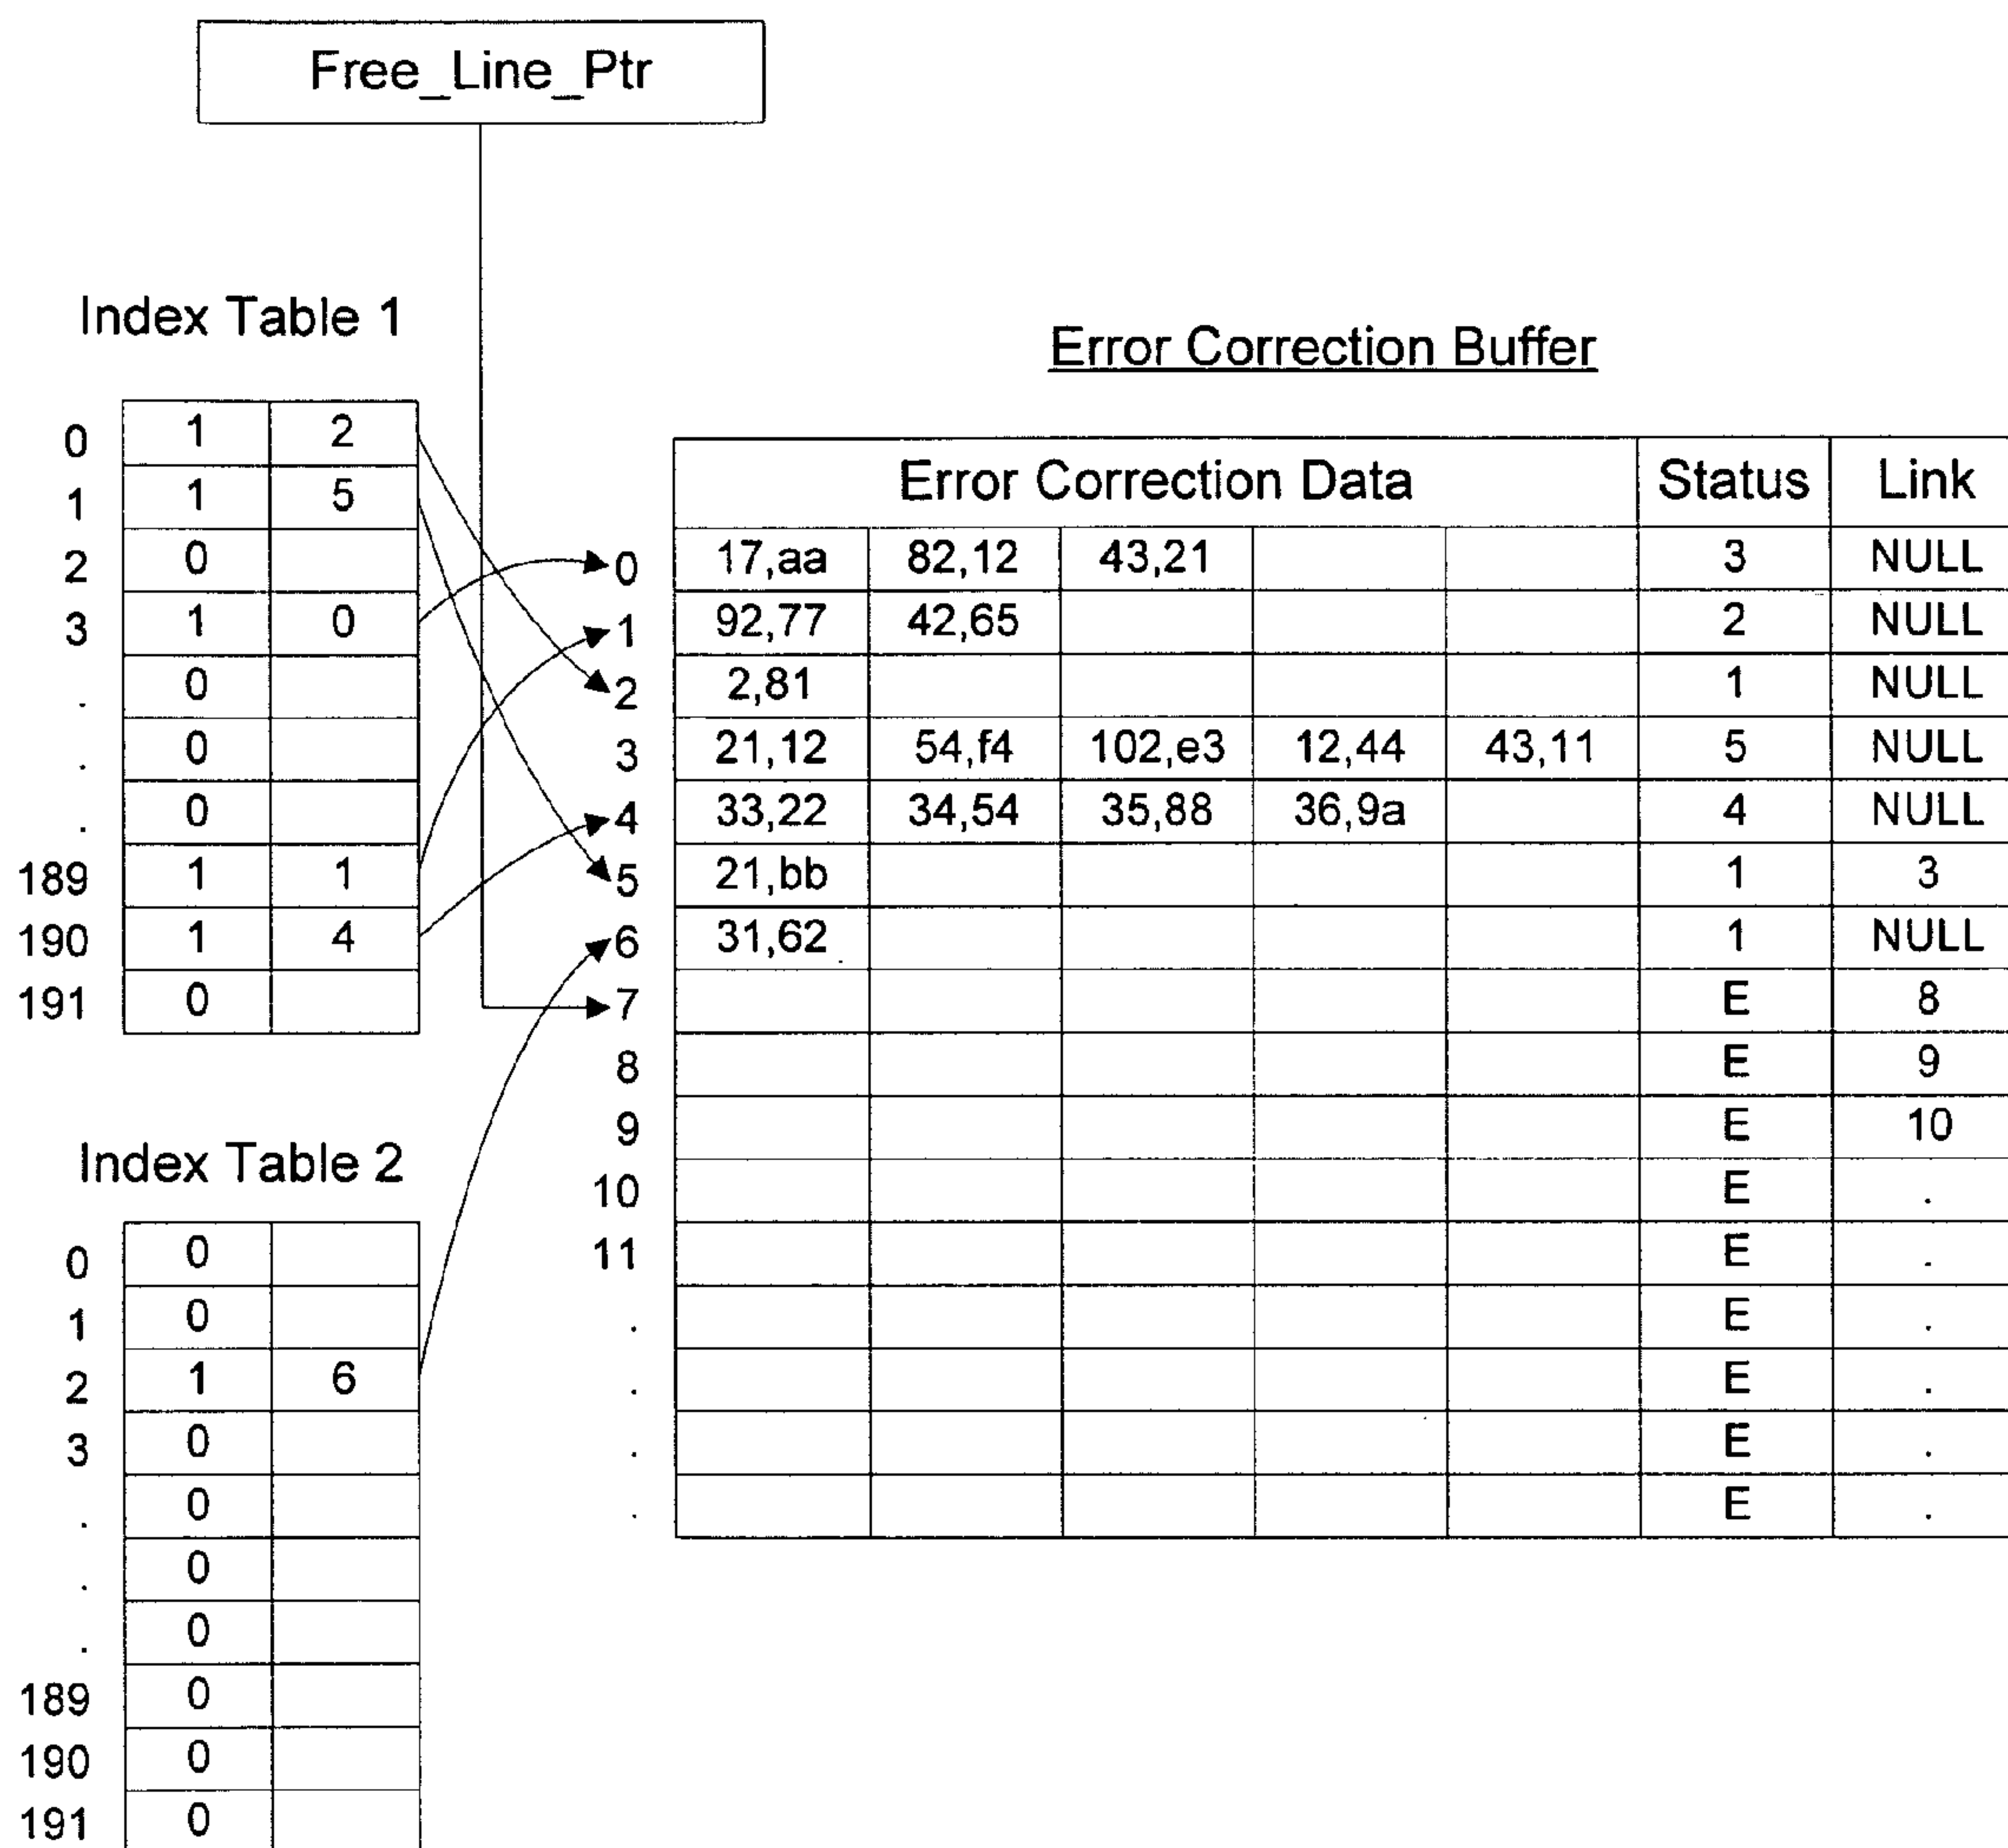 Free_Line_Ptr
Index Table 1
0 1 2
1 1 5
2 0
3 1 0
. 0
. 0
. 0
189 1 1
190 1 4
191 0
Index Table 2
0 0
1 0
2 1 6
3 0
. 0
. 0
. 0
189 0
190 0
191 0
Error Correction Buffer
Error Correction Data Status Link
0 17,aa 82,12 43,21 3 NULL
1 92,77 42,65 2 NULL
2 2,81 1 NULL
3 21,12 54,f4 102,e3 12,44 43,11 5 NULL
4 33,22 34,54 35,88 36,9a 4 NULL
5 21,bb 1 3
6 31,62 1 NULL
7 E 8
8 E 9
9 E 10
10 E .
11 E .
. E .
. E .
. E .
. E .